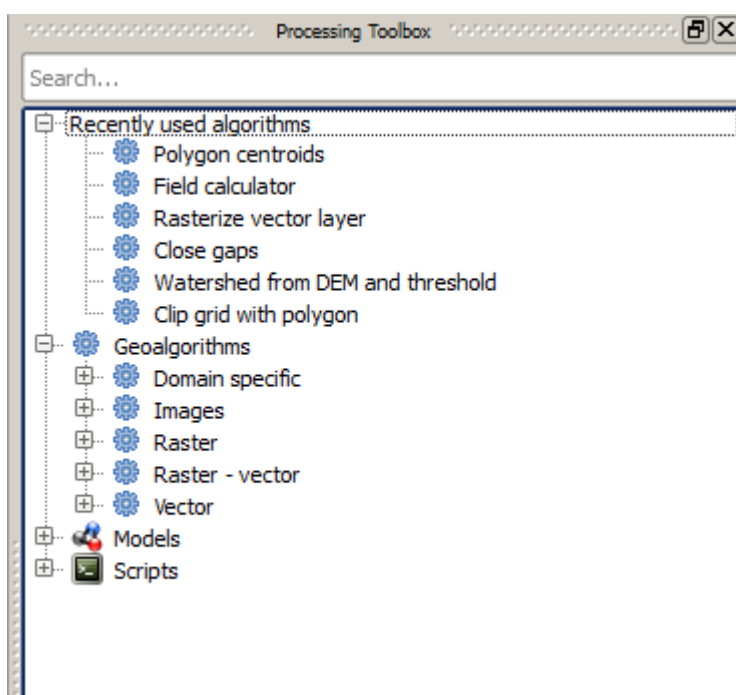 Processing Toolbox
Search...
Recently used algorithms
Polygon centroids
Field calculator
Rasterize vector layer
Close gaps
Watershed from DEM and threshold
Clip grid with polygon
Geoalgorithms
Domain specific
Images
Raster
Raster - vector
Vector
Models
Scripts